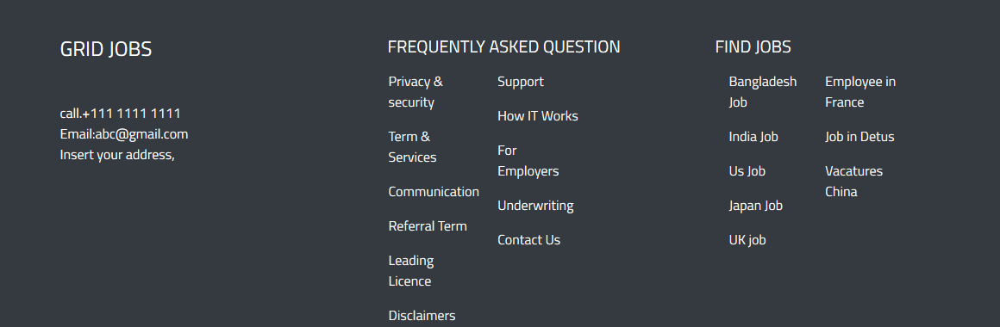 GRID JOBS
call.+111 1111 1111
Email:abc@gmail.com
Insert your address,
FREQUENTLY ASKED QUESTION
Privacy &
security
Term &
Services
Communication
Referral Term
Leading
Licence
Disclaimers
Support
How IT Works
For
Employers
Underwriting
Contact Us
FIND JOBS
Bangladesh
Job
India Job
Us Job
Japan Job
UK job
Employee in
France
Job in Detus
Vacatures
China